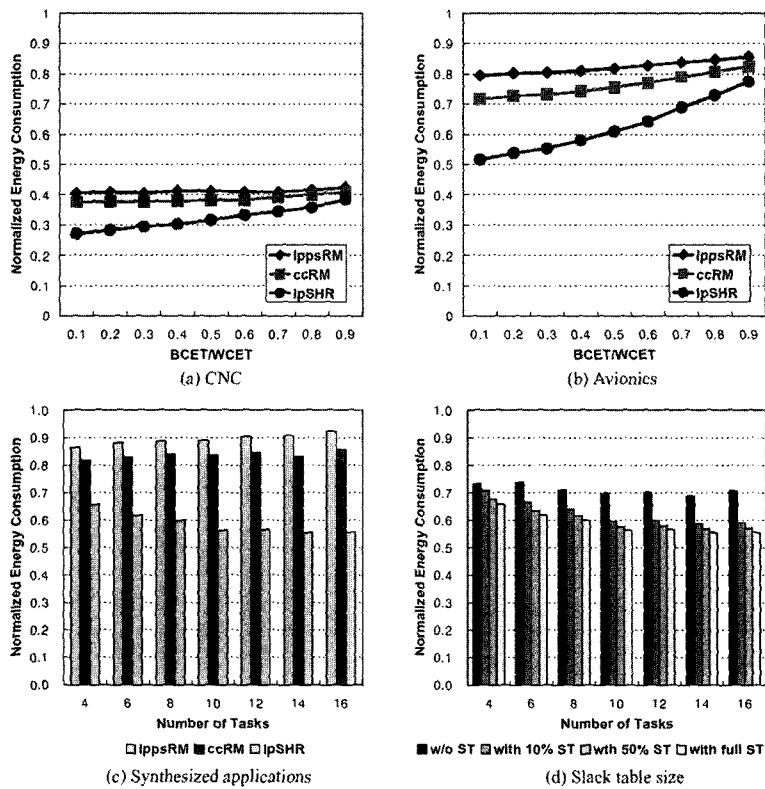 1
0.9
0.8
0.7
0.6
0.5
0.4
0.3
0.2
0.1
0
Normalized Energy Consumption
lppsRM
ccRM
lpSHR
0.1 0.2 0.3 0.4 0.5 0.6 0.7 0.8 0.9
BCET/WCET
(a) CNC
1
0.9
0.8
0.7
0.6
0.5
0.4
0.3
0.2
0.1
0
Normalized Energy Consumption
lppsRM
ccRM
lpSHR
0.1 0.2 0.3 0.4 0.5 0.6 0.7 0.8 0.9
BCET/WCET
(b) Avionics
1.0
0.9
0.8
0.7
0.6
0.5
0.4
0.3
0.2
0.1
0.0
Normalized Energy Consumption
4 6 8 10 12 14 16
Number of Tasks
lppsRM ccRM lpSHR
(c) Synthesized applications
1.0
0.9
0.8
0.7
0.6
0.5
0.4
0.3
0.2
0.1
0.0
Normalized Energy Consumption
4 6 8 10 12 14 16
Number of Tasks
w/o ST with 10% ST with 50% ST with full ST
(d) Slack table size